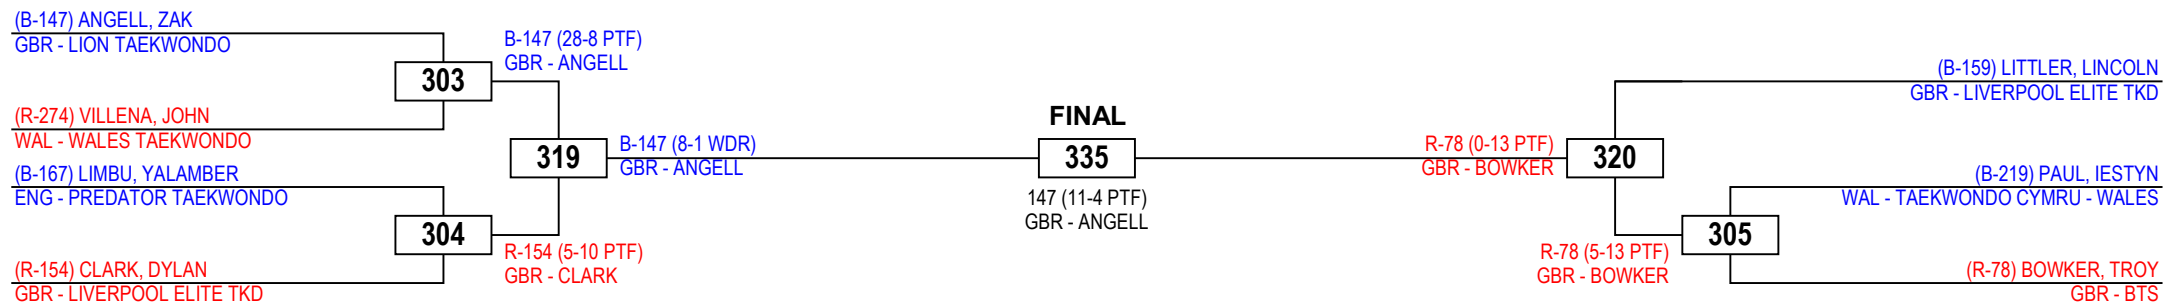 (B-147) ANGELL, ZAK
GBR - LION TAEKWONDO
B-147 (28-8 PTF)
GBR - ANGELL
303
(R-274) VILLENA, JOHN
WAL - WALES TAEKWONDO
319
B-147 (8-1 WDR)
GBR - ANGELL
(B-167) LIMBU, YALAMBER
ENG - PREDATOR TAEKWONDO
304
R-154 (5-10 PTF)
GBR - CLARK
(R-154) CLARK, DYLAN
GBR - LIVERPOOL ELITE TKD
FINAL
335
147 (11-4 PTF)
GBR - ANGELL
(B-159) LITTLER, LINCOLN
GBR - LIVERPOOL ELITE TKD
R-78 (0-13 PTF)
GBR - BOWKER
320
(B-219) PAUL, IESTYN
WAL - TAEKWONDO CYMRU - WALES
305
R-78 (5-13 PTF)
GBR - BOWKER
(R-78) BOWKER, TROY
GBR - BTS